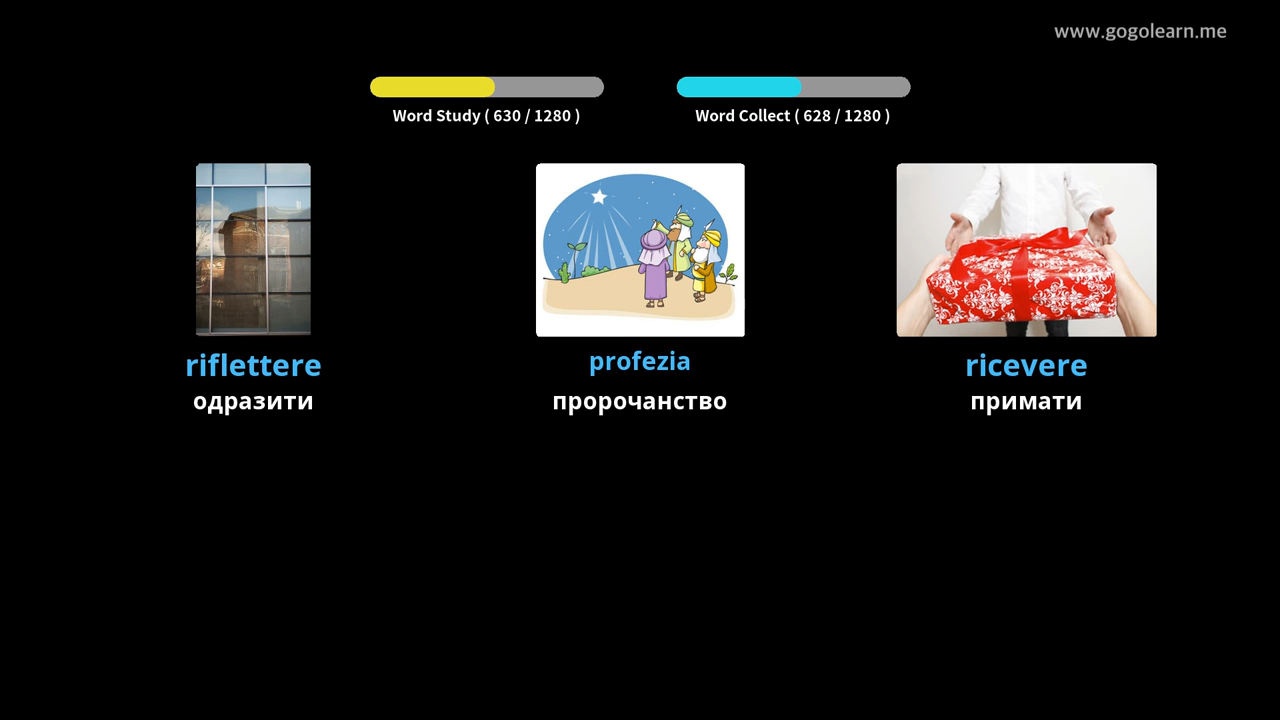 www.gogolearn.me
Word Study ( 630 / 1280 )
Word Collect ( 628 / 1280 )
riflettere
одразити
profezia
пророчанство
ricevere
примати